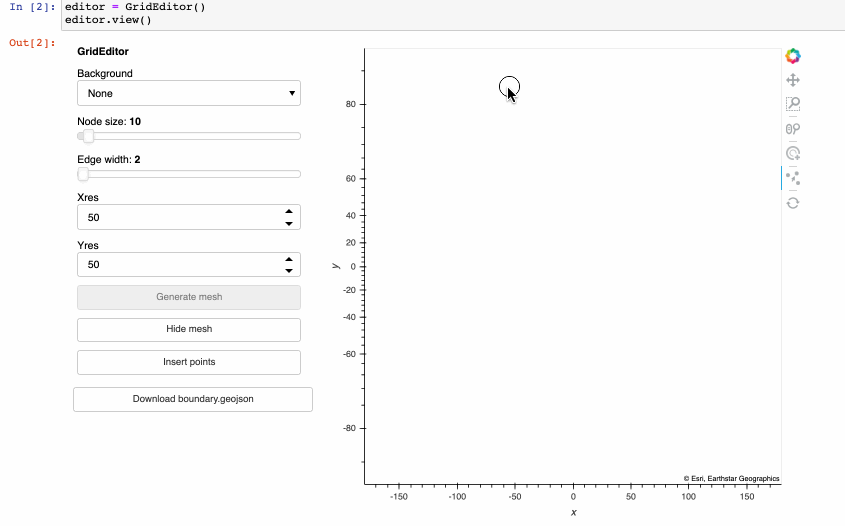 In [2]: editor = GridEditor()
editor.view()
Out[2]:
GridEditor
Background
None
Node size: 10
Edge width: 2
Xres
50
Yres
50
Generate mesh
Hide mesh
Insert points
Download boundary.geojson
80
60
40
20
0
-20
-40
-60
-80
y
© Esri, Earthstar Geographics
-150 -100 -50 0 50 100 150
x